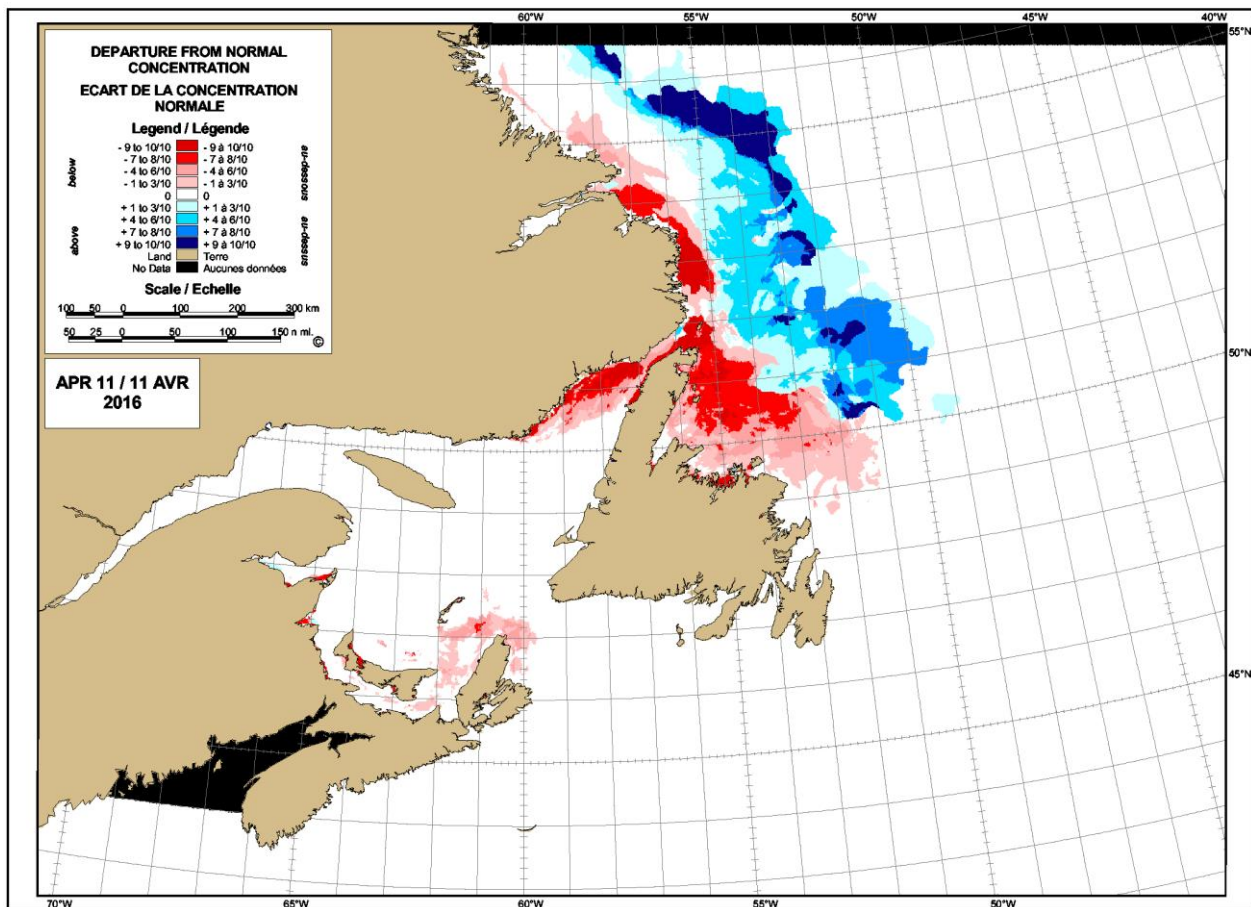 60°W 55°W 50°W 40°W
55°N
DEPARTURE FROM NORMAL
CONCENTRATION
ECART DE LA CONCENTRATION
NORMALE
Legend / Légende
below
- 9 to 10/10 - 9 à 10/10
- 7 to 8/10 - 7 à 8/10
- 4 to 6/10 - 4 à 6/10
- 1 to 3/10 - 1 à 3/10
au-dessous
0 0
above
+ 1 to 3/10 + 1 à 3/10
+ 4 to 6/10 + 4 à 6/10
+ 7 to 8/10 + 7 à 8/10
+ 9 to 10/10 + 9 à 10/10
au-dessus
Land Terre
No Data Aucunes données
Scale / Echelle
100 50 0 100 200 300 km
50 25 0 50 100 150 n mi.
©
APR 11 / 11 AVR
2016
50°N
45°N
70°W 65°W 60°W 55°W 50°W